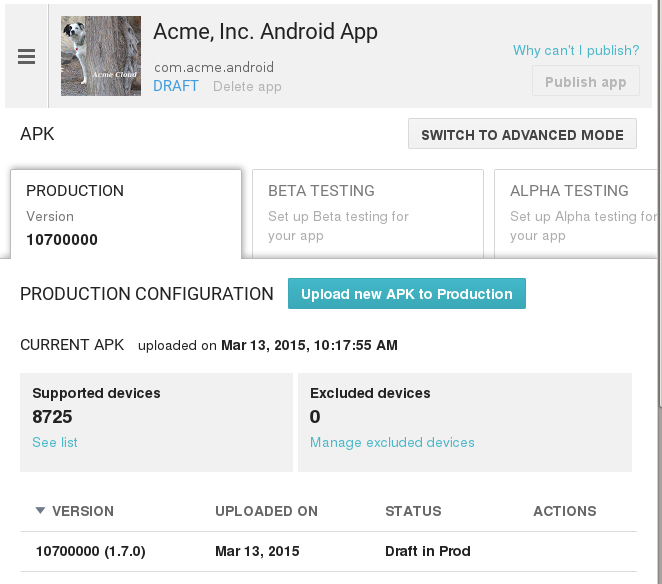 Acme, Inc. Android App
Why can't I publish?
com.acme.android
DRAFT Delete app
Publish app
Acme Cloud
APK
SWITCH TO ADVANCED MODE
PRODUCTION
Version
10700000
BETA TESTING
Set up Beta testing for
your app
ALPHA TESTING
Set up Alpha testing for
your app
PRODUCTION CONFIGURATION
Upload new APK to Production
CURRENT APK uploaded on Mar 13, 2015, 10:17:55 AM
Supported devices
8725
See list
Excluded devices
0
Manage excluded devices
VERSION UPLOADED ON STATUS ACTIONS
10700000 (1.7.0) Mar 13, 2015 Draft in Prod